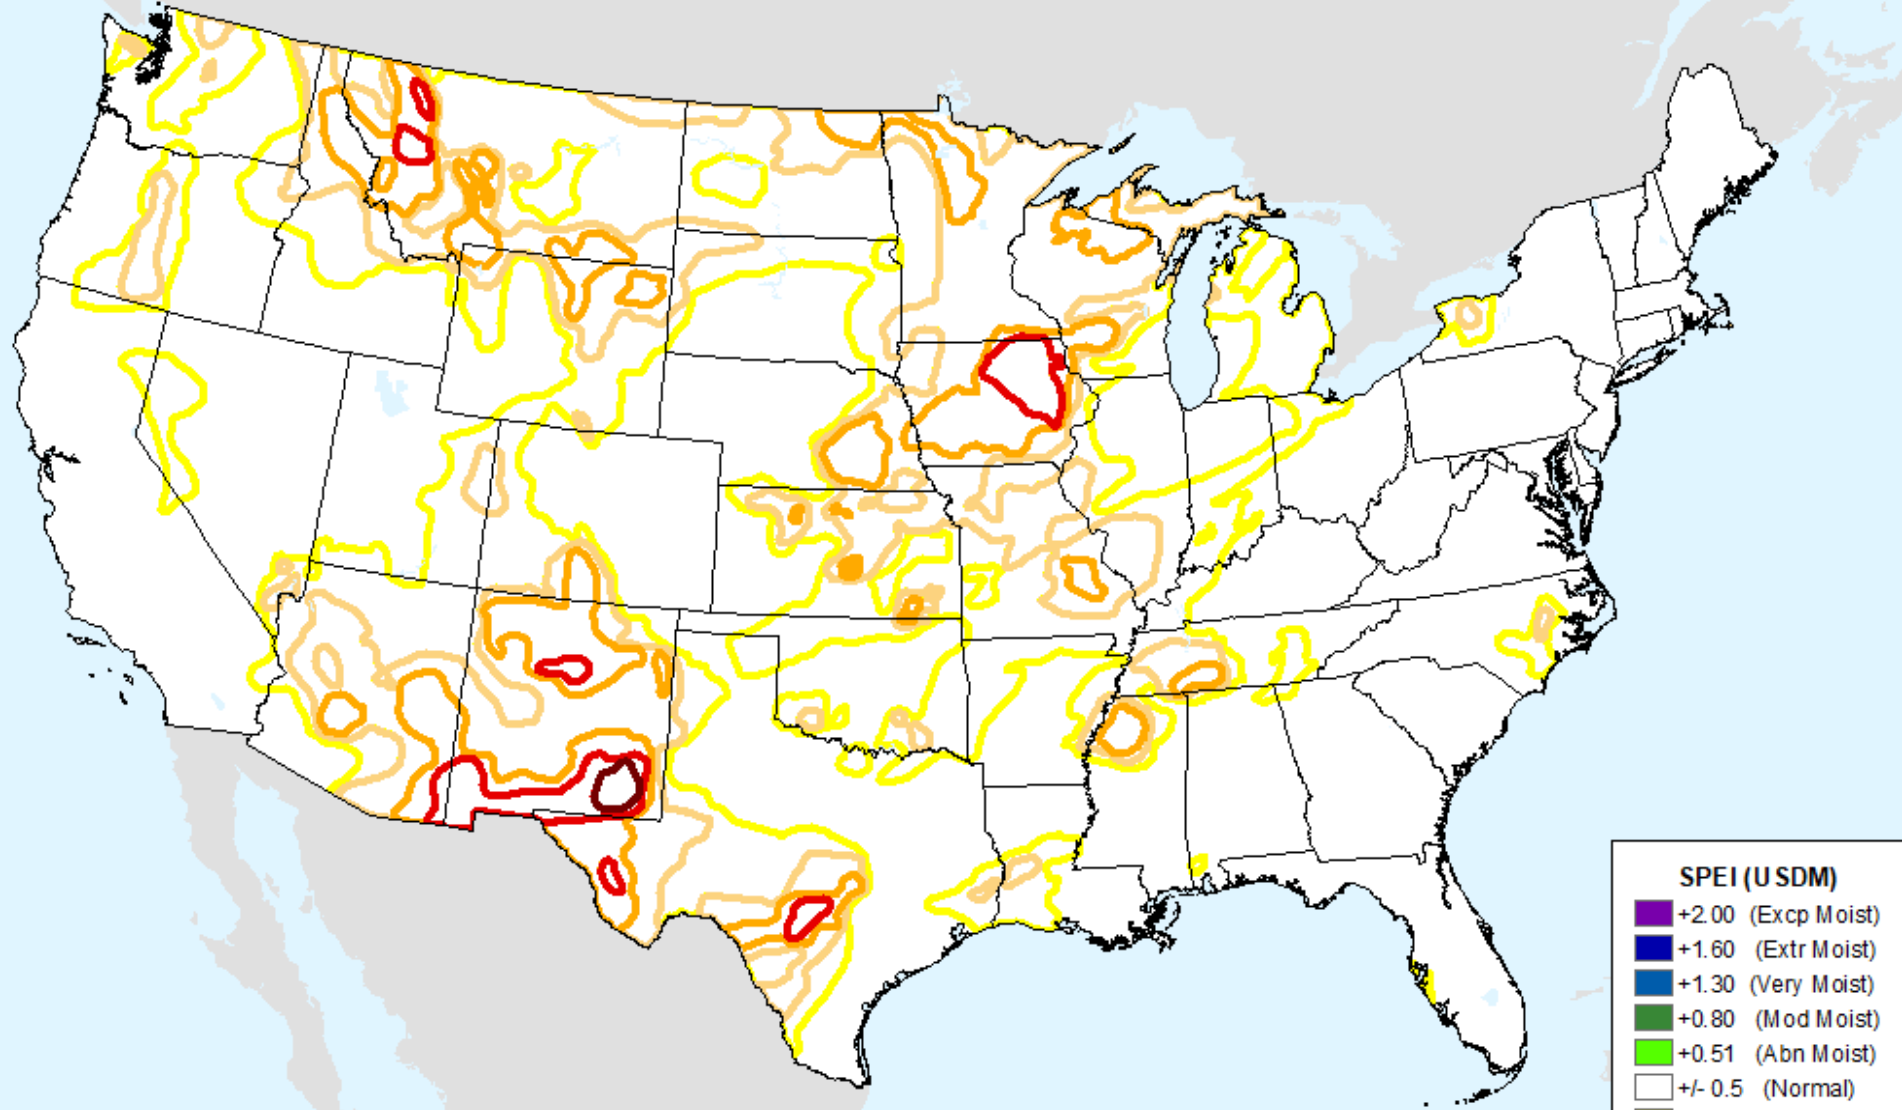 SPEI (USDM)
+2.00 (Excp Moist)
+1.60 (Extr Moist)
+1.30 (Very Moist)
+0.80 (Mod Moist)
+0.51 (Abn Moist)
+/- 0.5 (Normal)